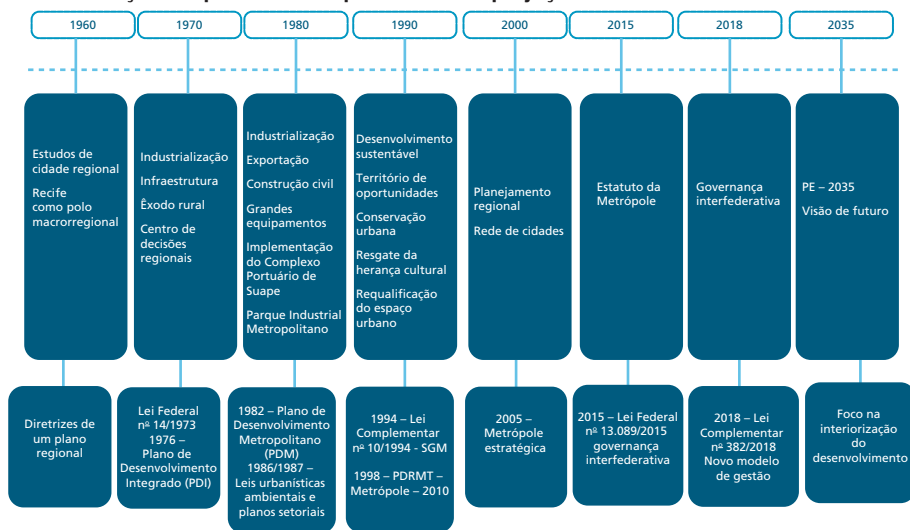 1960
1970
1980
1990
2000
2015
2018
2035
Estudos de
cidade regional
Recife
como polo
macrorregional
Industrialização
Infraestrutura
Êxodo rural
Centro de
decisões
regionais
Industrialização
Exportação
Construção civil
Grandes
equipamentos
Implementação
do Complexo
Portuário de
Suape
Parque Industrial
Metropolitano
Desenvolvimento
sustentável
Território de
oportunidades
Conservação
urbana
Resgate da
herança cultural
Requalificação
do espaço
urbano
Planejamento
regional
Rede de cidades
Estatuto da
Metrópole
Governança
interfederativa
PE – 2035
Visão de futuro
Diretrizes de
um plano
regional
Lei Federal
nº 14/1973
1976 –
Plano de
Desenvolvimento
Integrado (PDI)
1982 – Plano de
Desenvolvimento
Metropolitano
(PDM)
1986/1987 –
Leis urbanísticas
ambientais e
planos setoriais
1994 – Lei
Complementar
nº 10/1994 - SGM
1998 – PDRMT –
Metrópole – 2010
2005 –
Metrópole
estratégica
2015 – Lei Federal
nº 13.089/2015
governança
interfederativa
2018 – Lei
Complementar
nº 382/2018
Novo modelo
de gestão
Foco na
interiorização
do
desenvolvimento